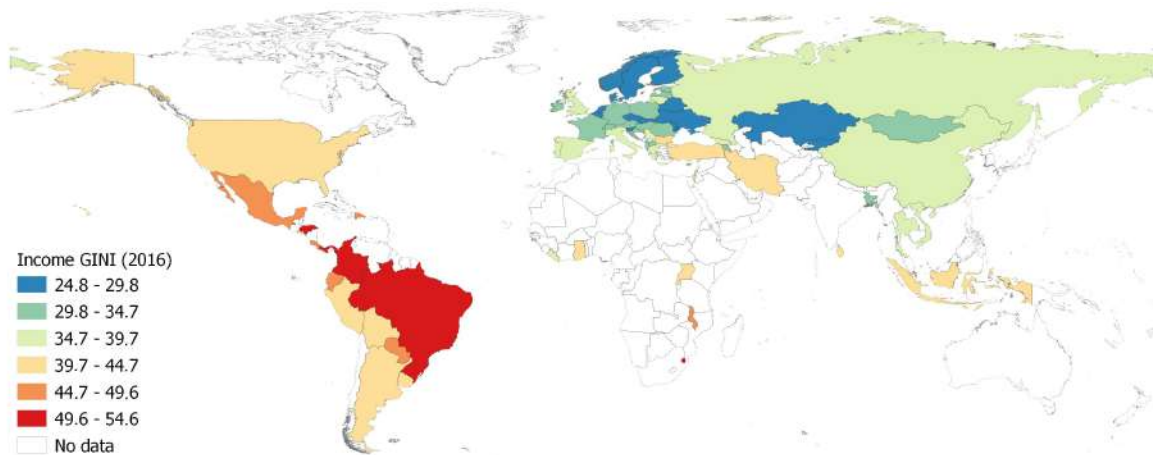 Income GINI (2016)
24.8 - 29.8
29.8 - 34.7
34.7 - 39.7
39.7 - 44.7
44.7 - 49.6
49.6 - 54.6
No data